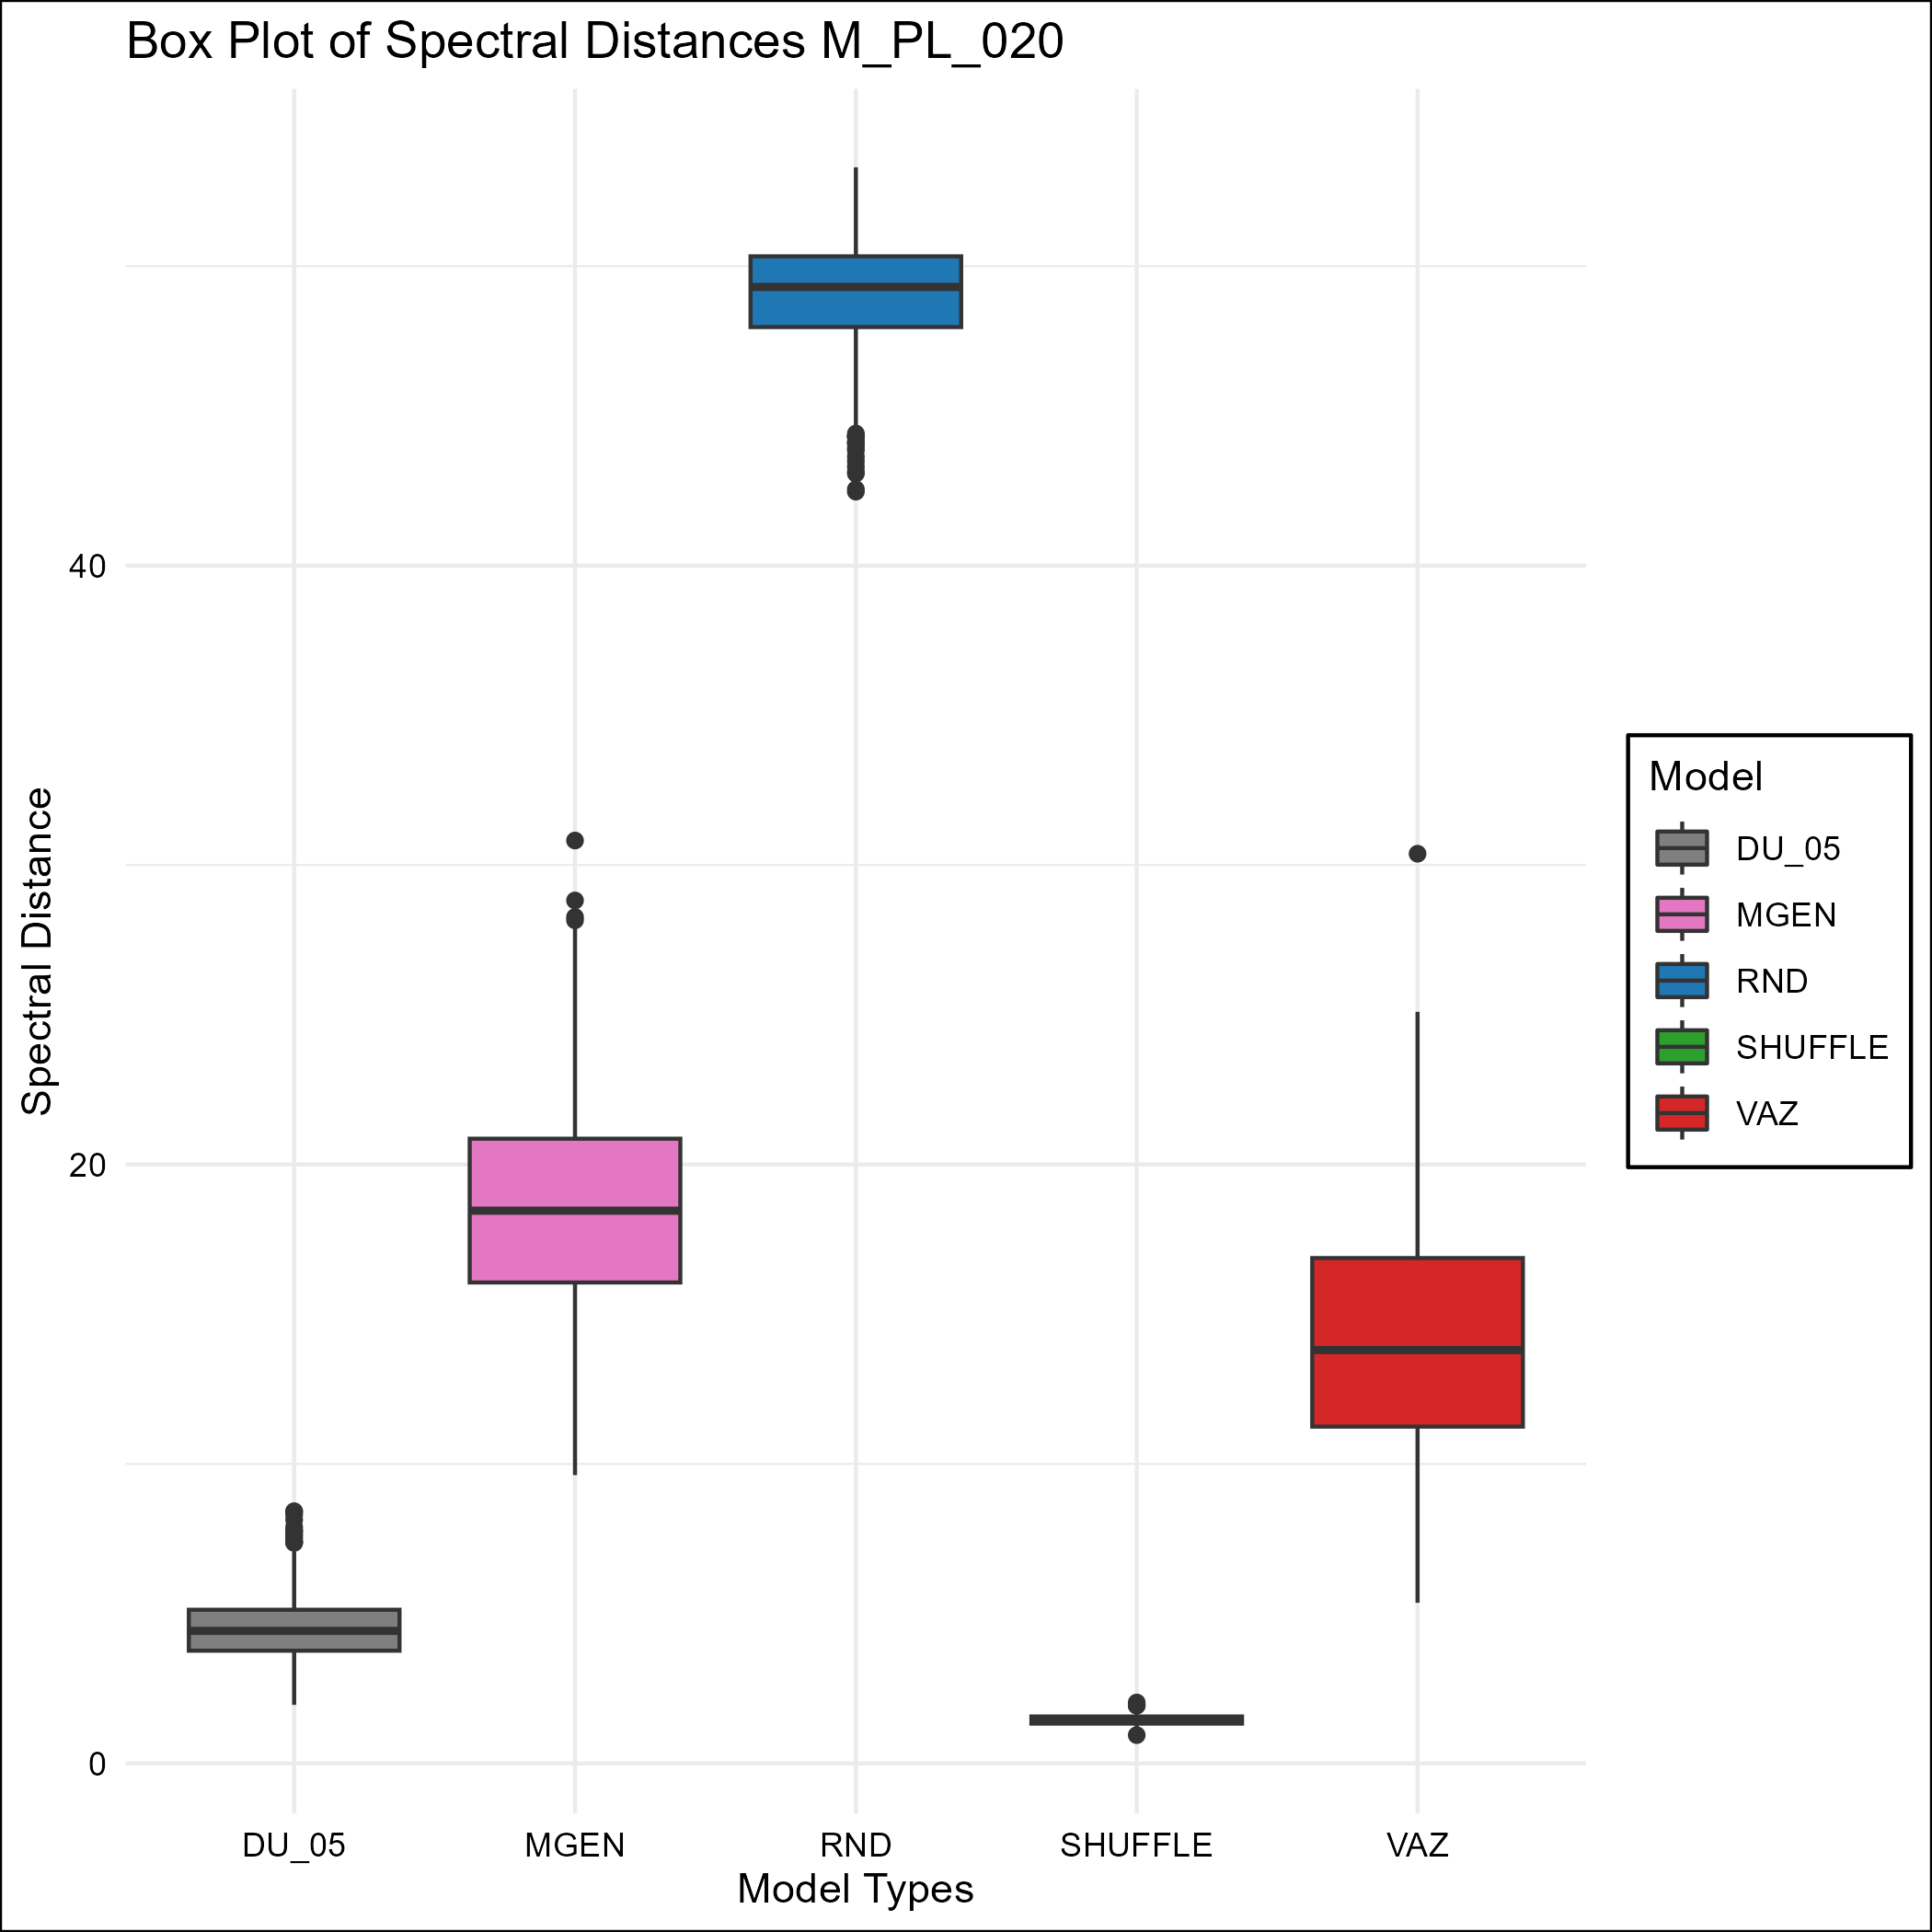 Box Plot of Spectral Distances M_PL_020
Spectral Distance
40
20
0
DU_05
MGEN
RND
SHUFFLE
VAZ
Model Types
Model
DU_05
MGEN
RND
SHUFFLE
VAZ